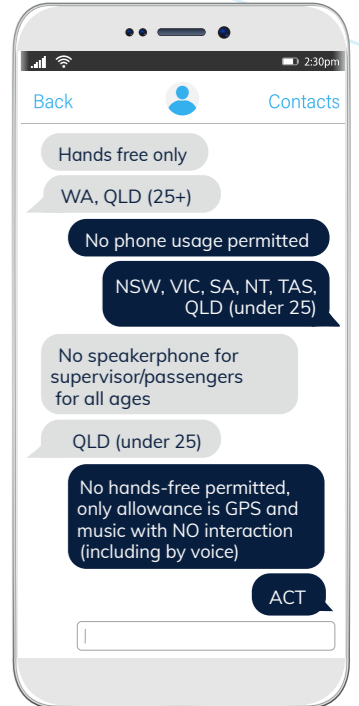 2:30pm
Back
Contacts
Hands free only
WA, QLD (25+)
No phone usage permitted
NSW, VIC, SA, NT, TAS,
QLD (under 25)
No speakerphone for
supervisor/passengers
for all ages
QLD (under 25)
No hands-free permitted,
only allowance is GPS and
music with NO interaction
(including by voice)
ACT